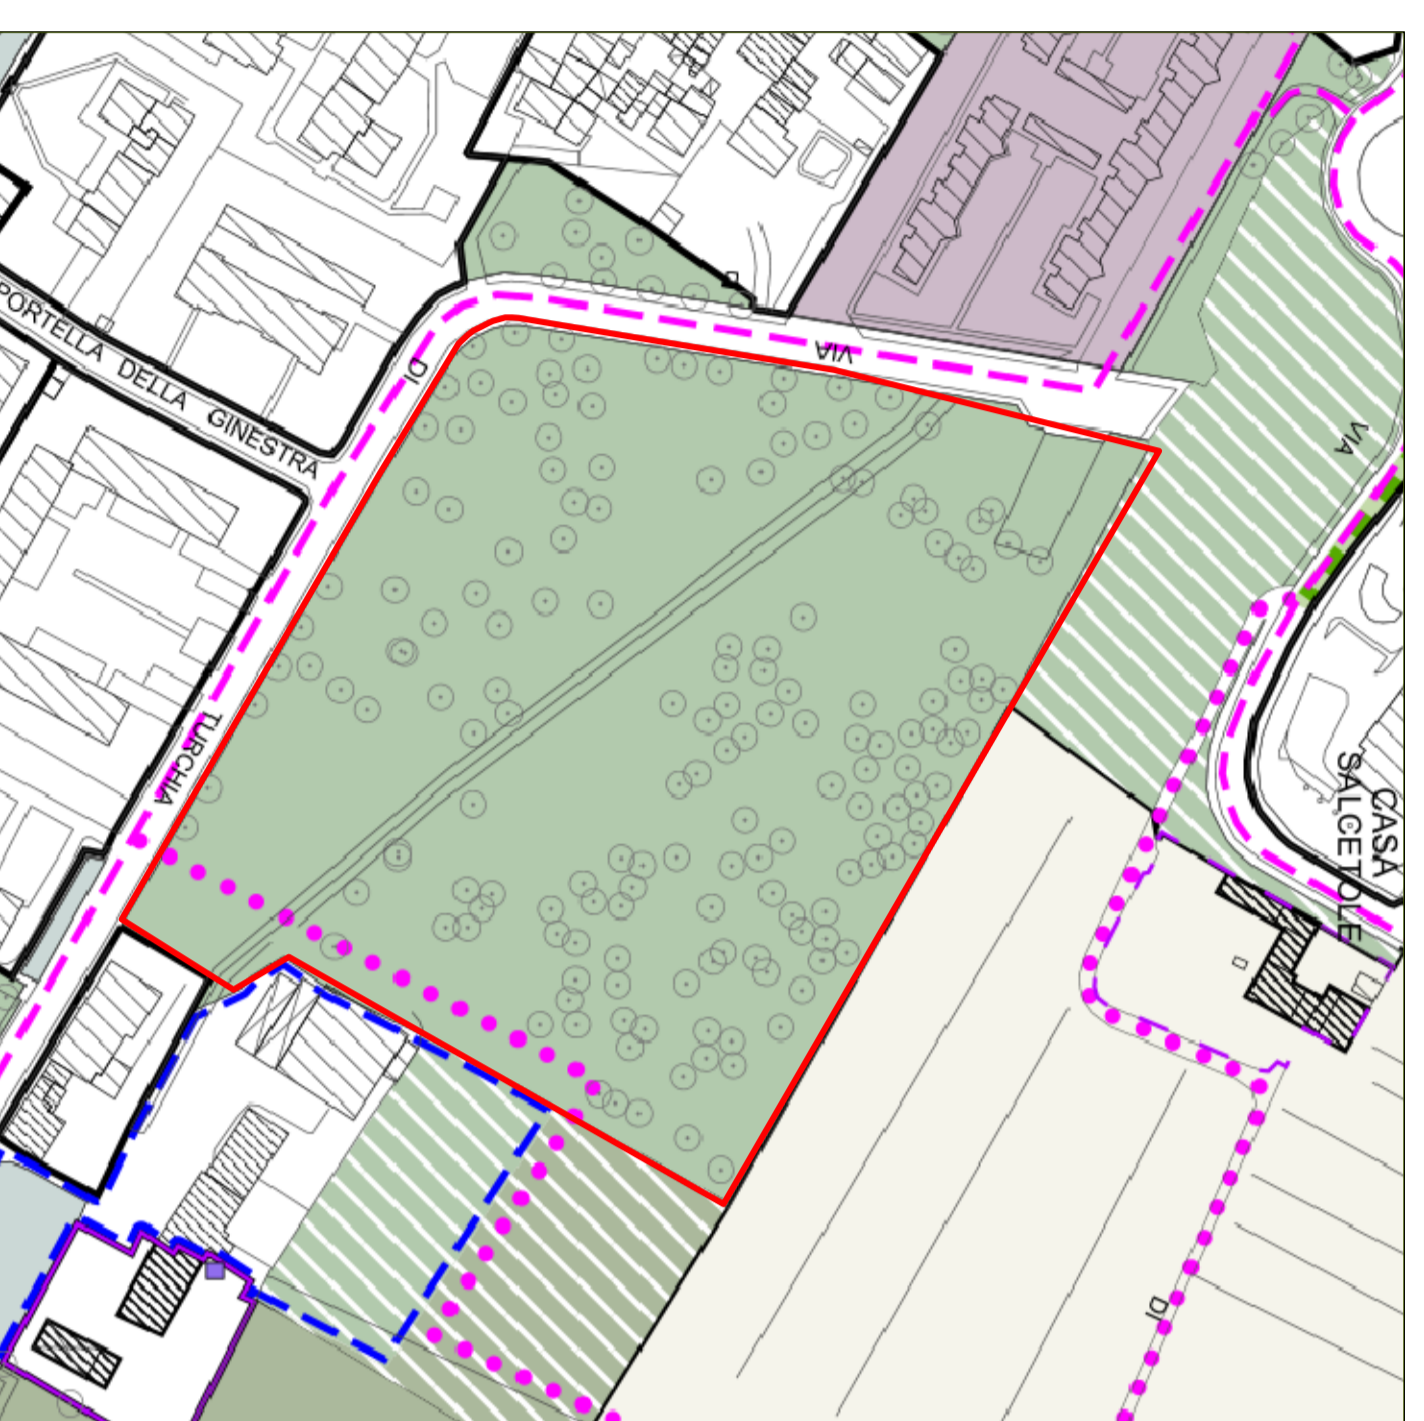 PORTELLA DELLA GINESTRA
DI
VIA
VIA
TURCHIA
CASA
SALCETOLE
DI